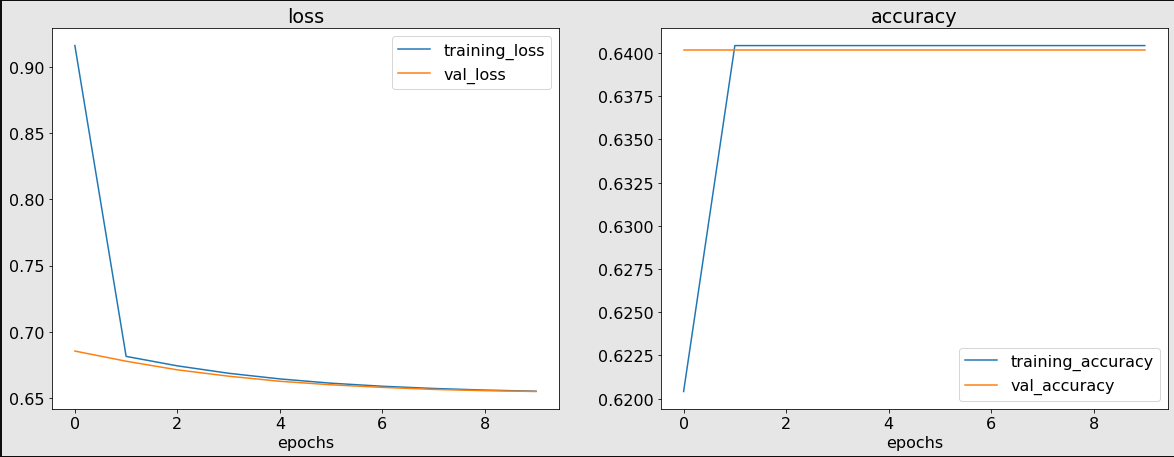 loss
0.90
0.85
0.80
0.75
0.70
0.65
training_loss
val_loss
0 2 4 6 8
epochs
accuracy
0.6400
0.6375
0.6350
0.6325
0.6300
0.6275
0.6250
0.6225
0.6200
training_accuracy
val_accuracy
0 2 4 6 8
epochs